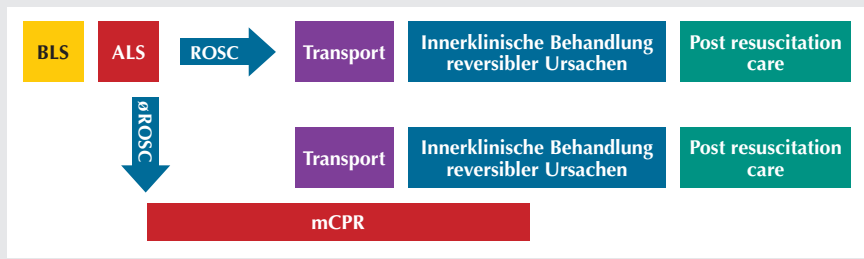 BLS
ALS
ROSC
Transport
Innerklinische Behandlung
reversibler Ursachen
Post resuscitation
care
øROSC
Transport
Innerklinische Behandlung
reversibler Ursachen
Post resuscitation
care
mCPR